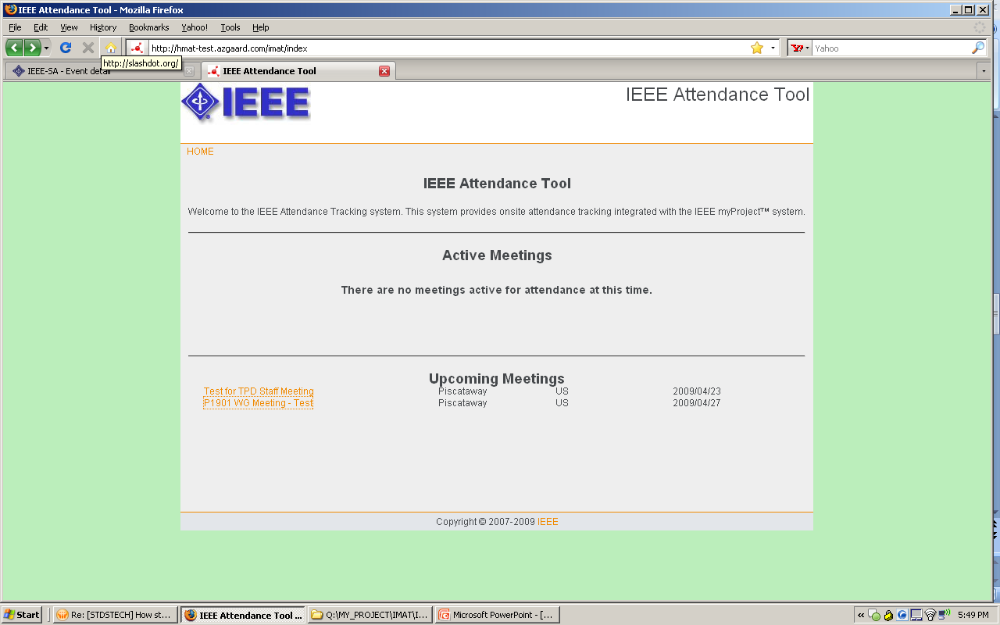 IEEE Attendance Tool - Mozilla Firefox
File Edit View History Bookmarks Yahoo! Tools Help
http://hmat-test.azgaard.com/imat/index
Yahoo
http://slashdot.org/
IEEE-SA - Event detail
IEEE Attendance Tool
IEEE
IEEE Attendance Tool
HOME
IEEE Attendance Tool
Welcome to the IEEE Attendance Tracking system. This system provides onsite attendance tracking integrated with the IEEE myProject™ system.
Active Meetings
There are no meetings active for attendance at this time.
Upcoming Meetings
Test for TPD Staff Meeting Piscataway US 2009/04/23
P1901 WG Meeting - Test Piscataway US 2009/04/27
Copyright © 2007-2009 IEEE
Start
Re: [STDSTECH] How st...
IEEE Attendance Tool ...
Q:\MY_PROJECT\IMAT\I...
Microsoft PowerPoint - [...
5:49 PM